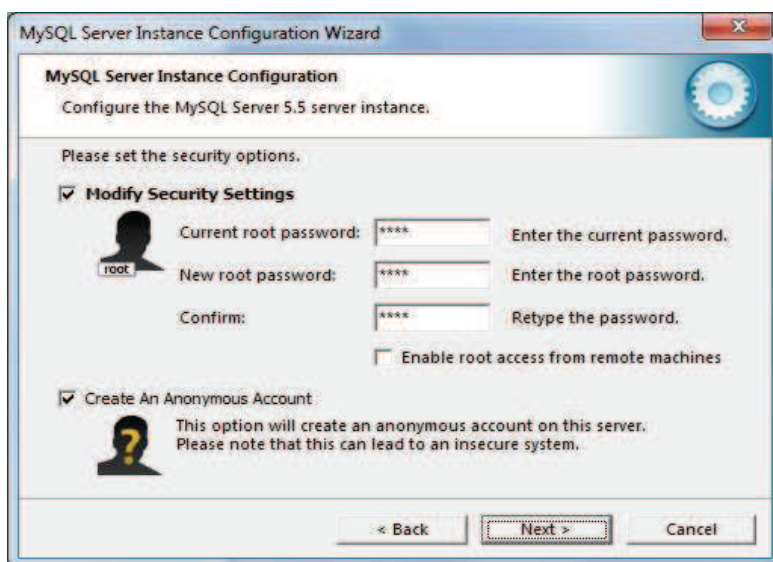 MySQL Server Instance Configuration Wizard
MySQL Server Instance Configuration
Configure the MySQL Server 5.5 server instance.
Please set the security options.
Modify Security Settings
root
Current root password: **** Enter the current password.
New root password: **** Enter the root password.
Confirm: **** Retype the password.
Enable root access from remote machines
Create An Anonymous Account
This option will create an anonymous account on this server.
Please note that this can lead to an insecure system.
< Back Next > Cancel